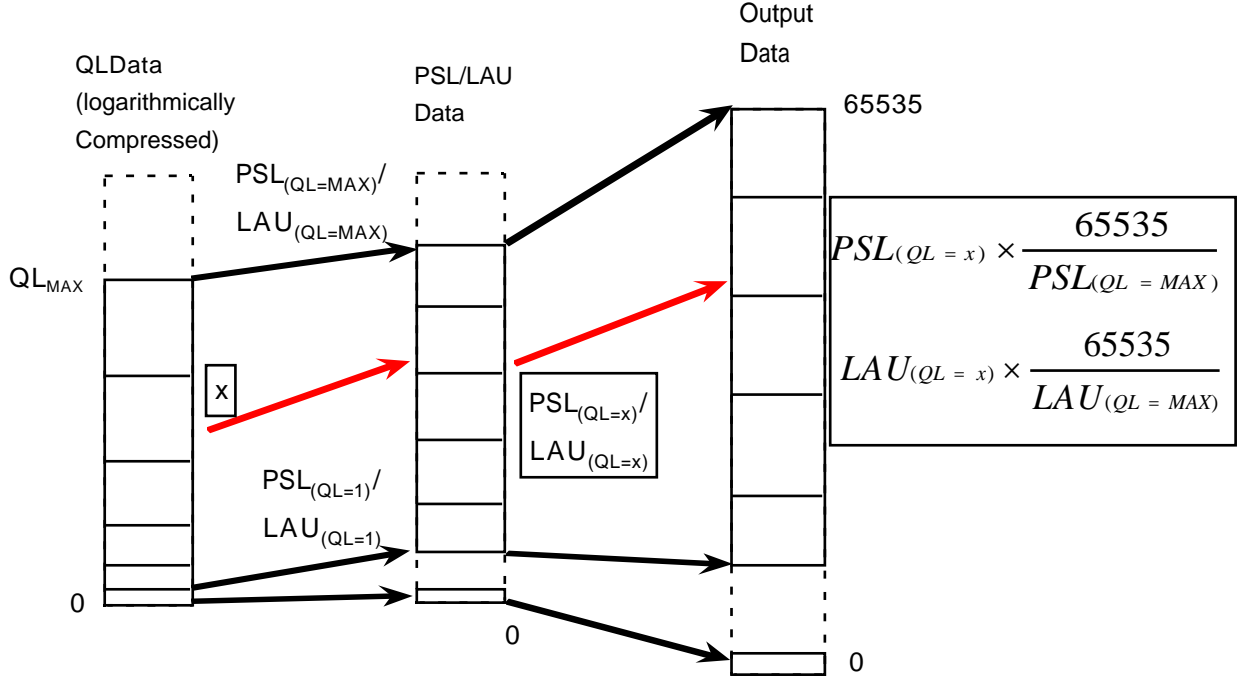 Output
Data
QLData
(logarithmically
Compressed)
PSL/LAU
Data
65535
PSL(QL=MAX)/
LAU(QL=MAX)
QLMAX
PSL(QL = x) × 65535
PSL(QL = MAX)
LAU(QL = x) × 65535
LAU(QL = MAX)
x
PSL(QL=x)/
LAU(QL=x)
PSL(QL=1)/
LAU(QL=1)
0
0
0